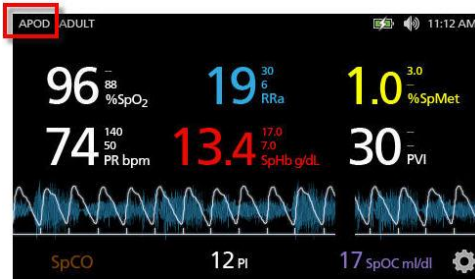 APOD ADULT 11:12 AM
96 – 88 %SpO2 19 30 6 RRa 1.0 3.0 – %SpMet
74 140 50 PR bpm 13.4 17.0 7.0 SpHb g/dL 30 – – PVI
SpCO 12 PI 17 SpOC ml/dl